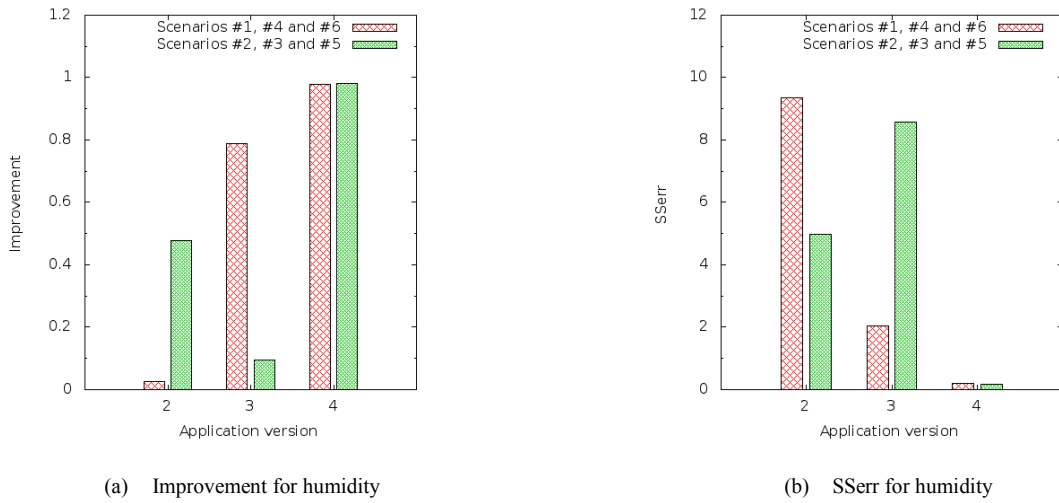 1.2
1
0.8
0.6
0.4
0.2
0
Improvement
Scenarios #1, #4 and #6
Scenarios #2, #3 and #5
2 3 4
Application version
(a) Improvement for humidity
12
10
8
6
4
2
0
SSerr
Scenarios #1, #4 and #6
Scenarios #2, #3 and #5
2 3 4
Application version
(b) SSerr for humidity